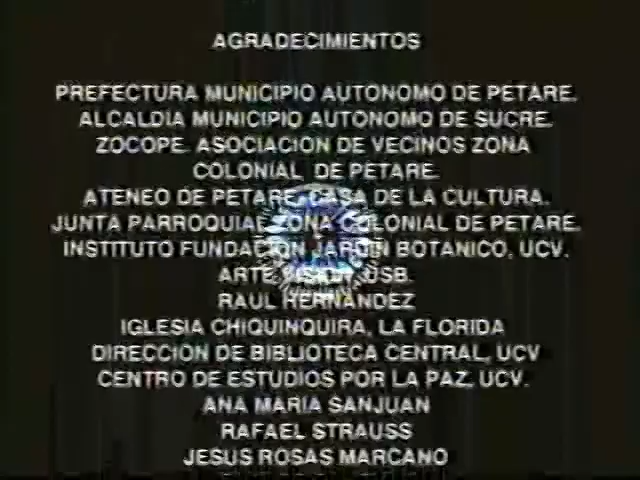 AGRADECIMIENTOS
PREFECTURA MUNICIPIO AUTONOMO DE PETARE.
ALCALDIA MUNICIPIO AUTONOMO DE SUCRE.
ZOCOPE. ASOCIACION DE VECINOS ZONA
COLONIAL DE PETARE.
ATENEO DE PETARE, CASA DE LA CULTURA.
JUNTA PARROQUIAL ZONA COLONIAL DE PETARE.
INSTITUTO FUNDACION JARDIN BOTANICO, UCV.
ARTE VISION USB.
RAUL HERNANDEZ
IGLESIA CHIQUINQUIRA, LA FLORIDA
DIRECCION DE BIBLIOTECA CENTRAL, UCV
CENTRO DE ESTUDIOS POR LA PAZ, UCV.
ANA MARIA SANJUAN
RAFAEL STRAUSS
JESUS ROSAS MARCANO